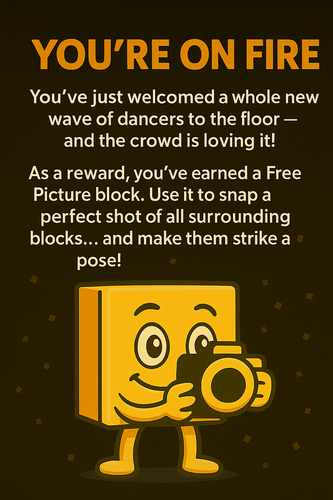 YOU'RE ON FIRE
You've just welcomed a whole new
wave of dancers to the floor —
and the crowd is loving it!
As a reward, you've earned a Free
Picture block. Use it to snap a
perfect shot of all surrounding
blocks... and make them strike a
pose!